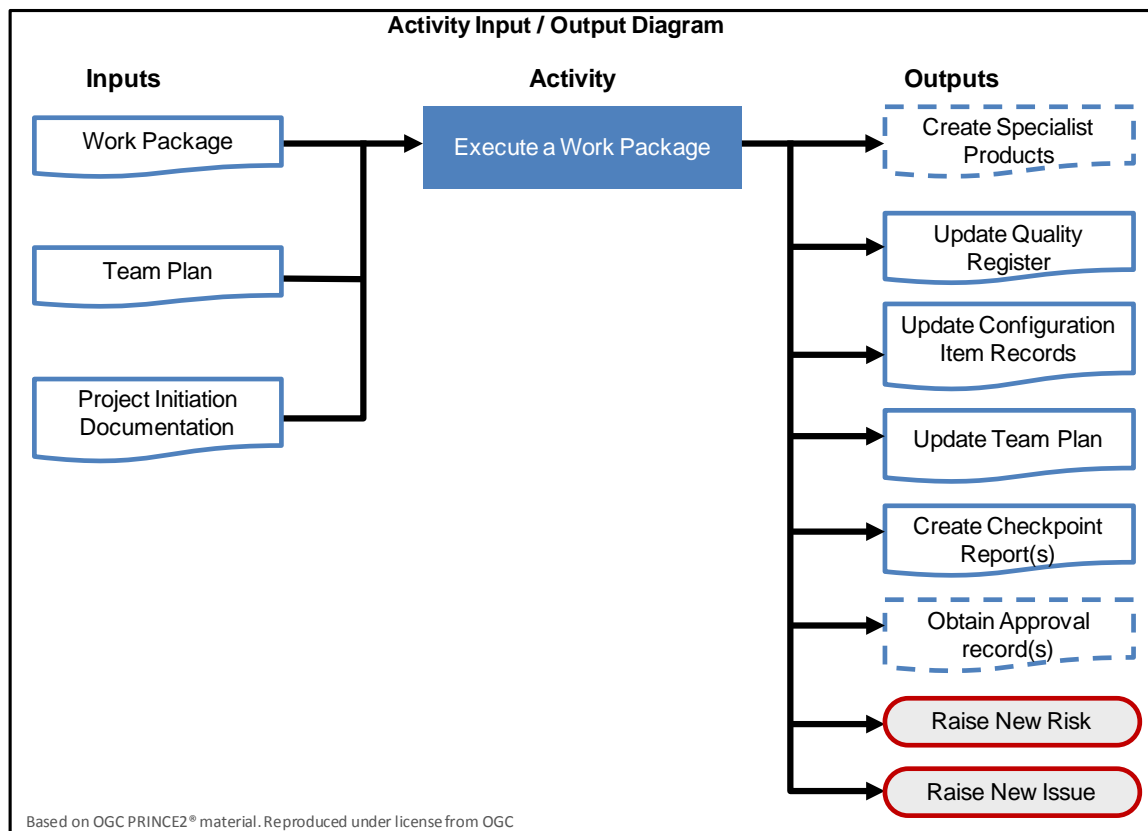 Activity Input / Output Diagram
Inputs
Activity
Outputs
Work Package
Team Plan
Project Initiation
Documentation
Execute a Work Package
Create Specialist
Products
Update Quality
Register
Update Configuration
Item Records
Update Team Plan
Create Checkpoint
Report(s)
Obtain Approval
record(s)
Raise New Risk
Raise New Issue
Based on OGC PRINCE2® material. Reproduced under license from OGC